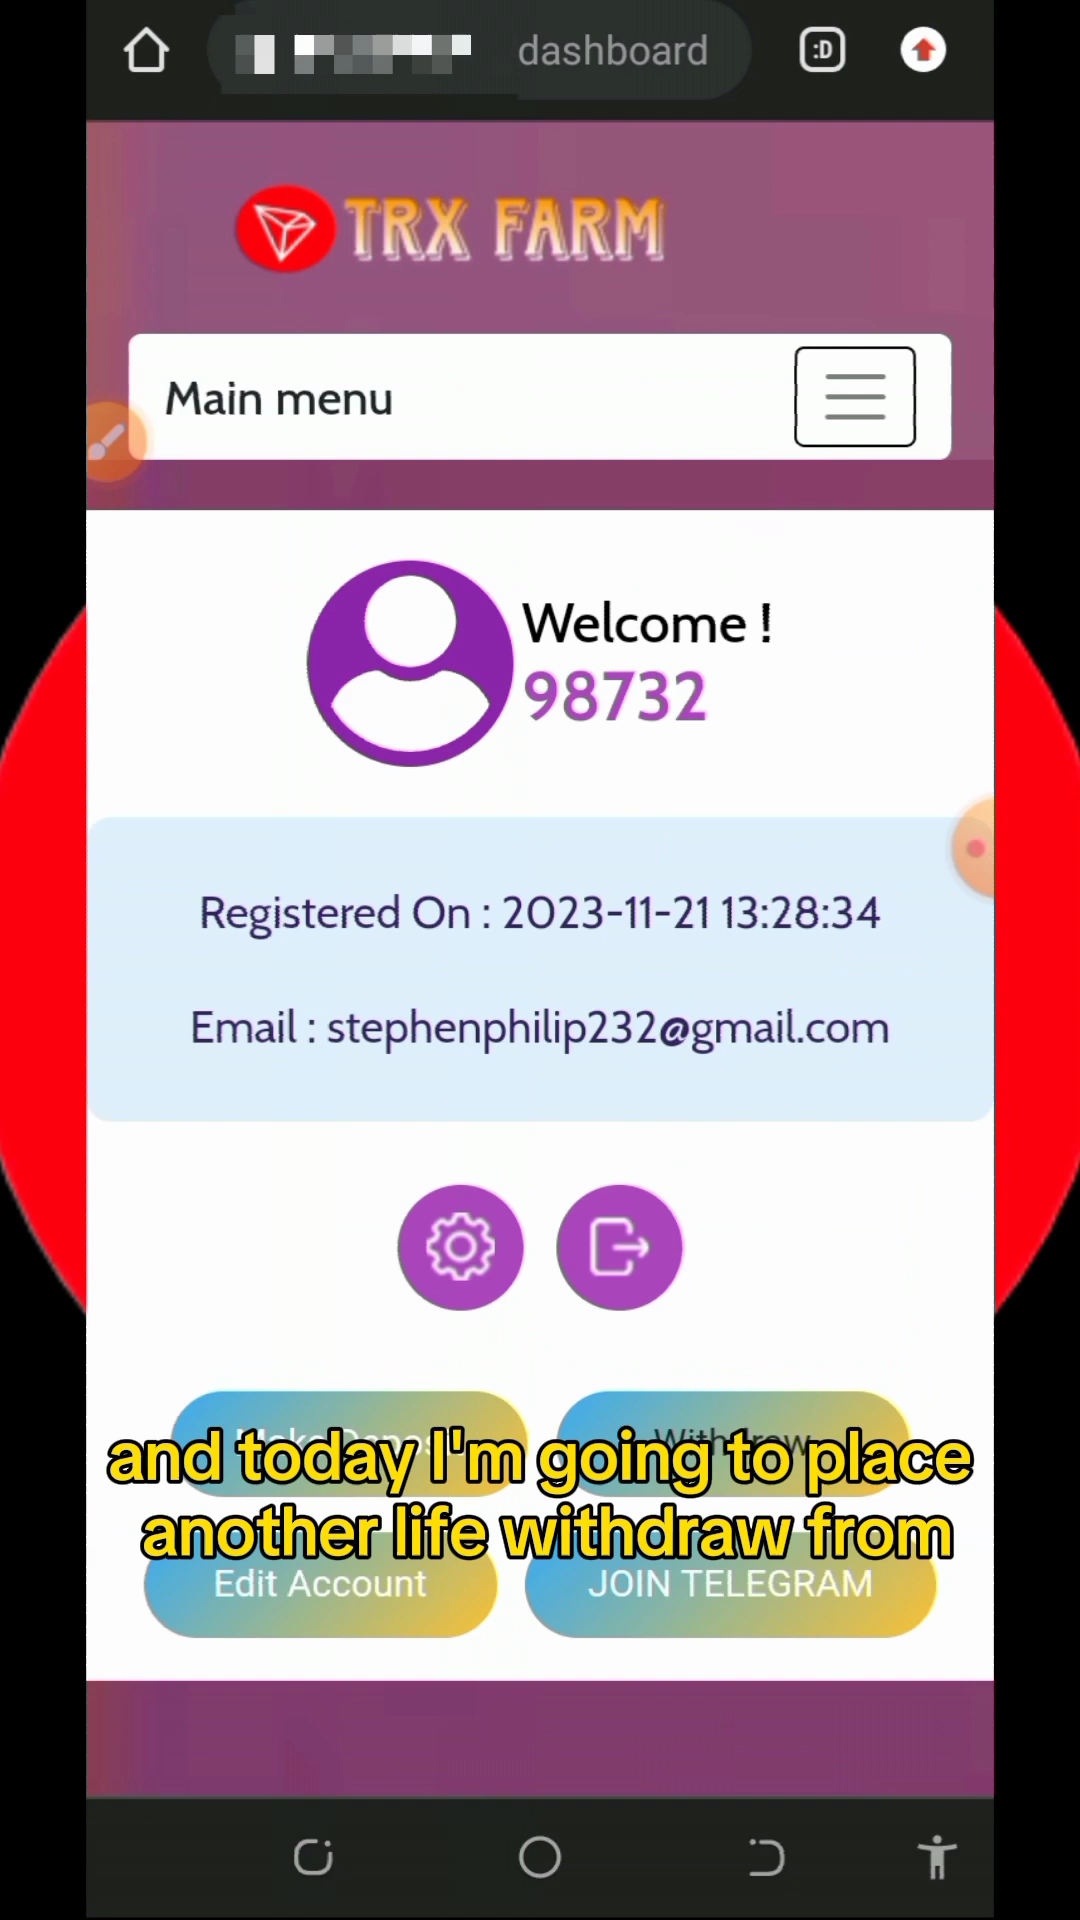 dashboard
:D
TRX FARM
Main menu
Welcome !
98732
Registered On : 2023-11-21 13:28:34
Email : stephenphilip232@gmail.com
Withdraw
and today I'm going to place
another life withdraw from
Edit Account
JOIN TELEGRAM